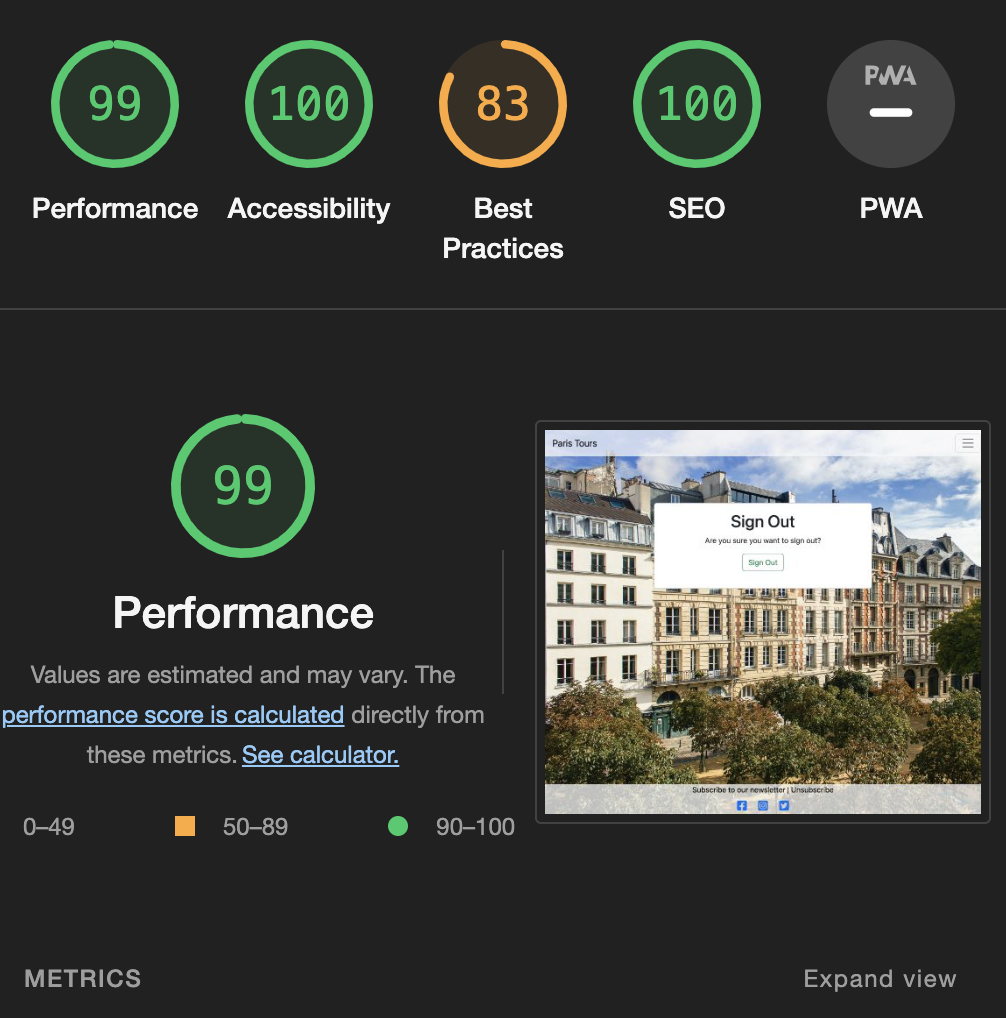 99
100
83
100
PWA
Performance
Accessibility
Best
Practices
SEO
PWA
99
Performance
Values are estimated and may vary. The
performance score is calculated directly from
these metrics. See calculator.
0–49
50–89
90–100
Paris Tours
Sign Out
Are you sure you want to sign out?
Sign Out
Subscribe to our newsletter | Unsubscribe
METRICS
Expand view